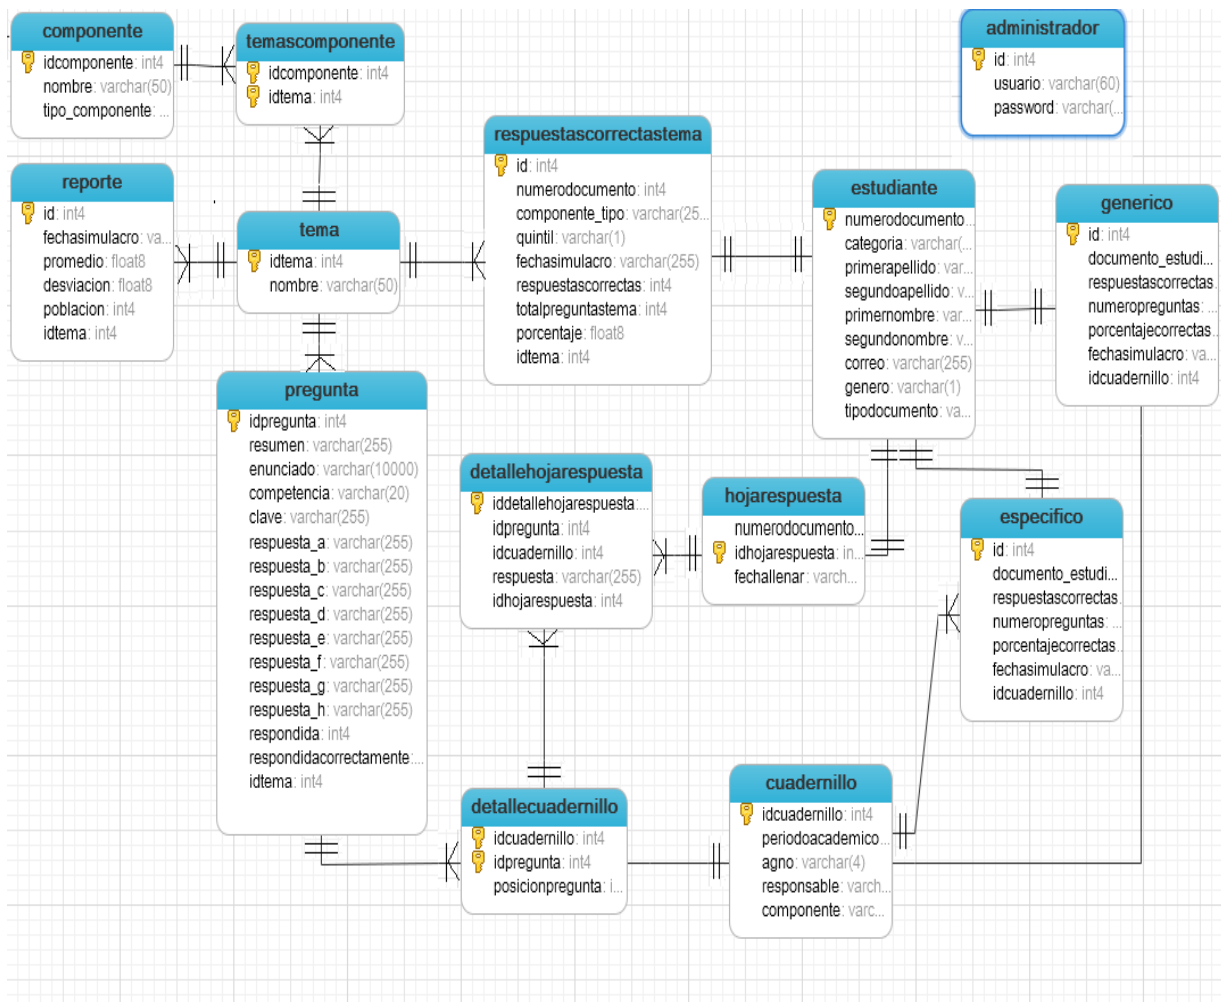 componente
idcomponente: int4
nombre: varchar(50)
tipo_componente: ...
temascomponente
idcomponente: int4
idtema: int4
administrador
id: int4
usuario: varchar(60)
password: varchar(...
reporte
id: int4
fechasimulacro: va...
promedio: float8
desviacion: float8
poblacion: int4
idtema: int4
tema
idtema: int4
nombre: varchar(50)
respuestascorrectastema
id: int4
numerodocumento: int4
componente_tipo: varchar(25...
quintil: varchar(1)
fechasimulacro: varchar(255)
respuestascorrectas: int4
totalpreguntastema: int4
porcentaje: float8
idtema: int4
estudiante
numerodocumento...
categoria: varchar(...
primerapellido: var...
segundoapellido: v...
primernombre: var...
segundonombre: v...
correo: varchar(255)
genero: varchar(1)
tipodocumento: va...
generico
id: int4
documento_estudi...
respuestascorrectas.
numeropreguntas: ...
porcentajecorrectas..
fechasimulacro: va...
idcuadernillo: int4
pregunta
idpregunta: int4
resumen: varchar(255)
enunciado: varchar(10000)
competencia: varchar(20)
clave: varchar(255)
respuesta_a: varchar(255)
respuesta_b: varchar(255)
respuesta_c: varchar(255)
respuesta_d: varchar(255)
respuesta_e: varchar(255)
respuesta_f: varchar(255)
respuesta_g: varchar(255)
respuesta_h: varchar(255)
respondida: int4
respondidacorrectamente:...
idtema: int4
detallehojarespuesta
iddetallehojarespuesta:...
idpregunta: int4
idcuadernillo: int4
respuesta: varchar(255)
idhojarespuesta: int4
hojarespuesta
numerodocumento...
idhojarespuesta: in...
fechallenar: varch...
especifico
id: int4
documento_estudi...
respuestascorrectas.
numeropreguntas: ...
porcentajecorrectas..
fechasimulacro: va...
idcuadernillo: int4
detallecuadernillo
idcuadernillo: int4
idpregunta: int4
posicionpregunta: i...
cuadernillo
idcuadernillo: int4
periodoacademico...
agno: varchar(4)
responsable: varch...
componente: varc...